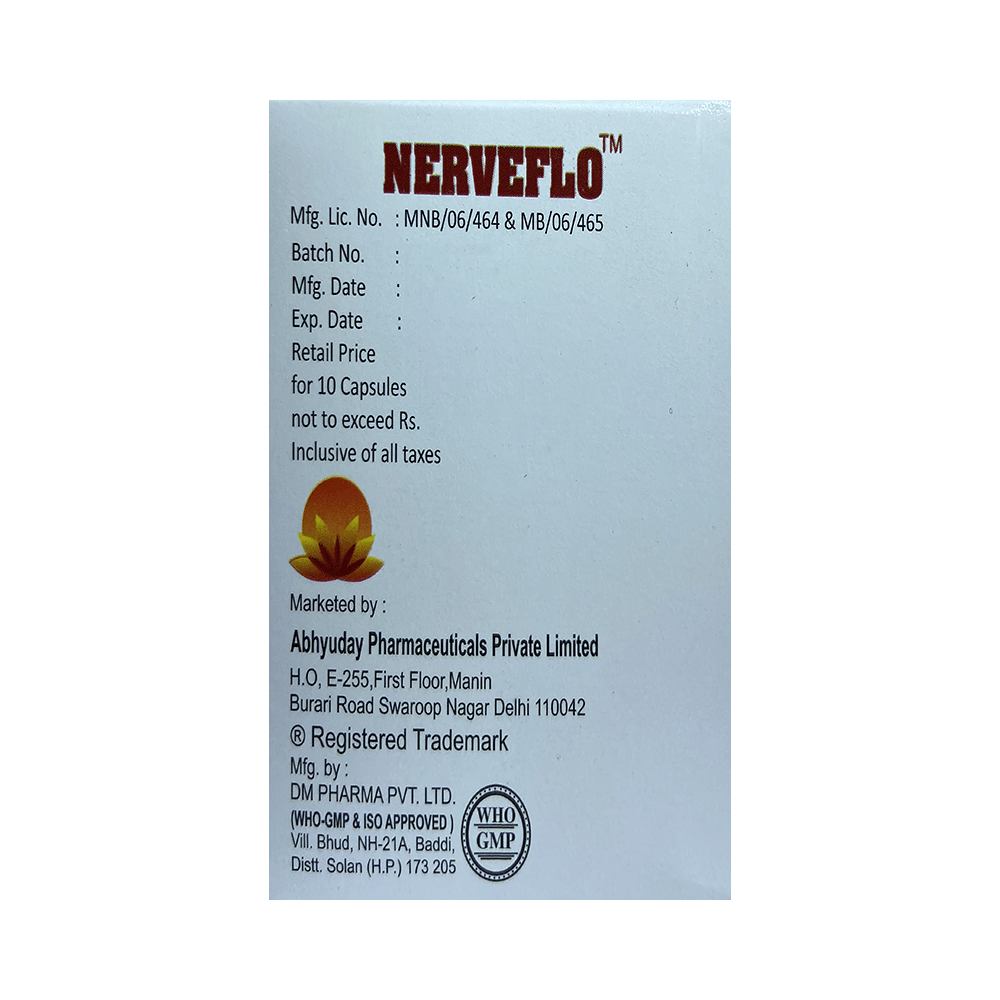 NERVEFLO™
Mfg. Lic. No. : MNB/06/464 & MB/06/465
Batch No. :
Mfg. Date :
Exp. Date :
Retail Price
for 10 Capsules
not to exceed Rs.
Inclusive of all taxes
Marketed by :
Abhyuday Pharmaceuticals Private Limited
H.O, E-255,First Floor,Manin
Burari Road Swaroop Nagar Delhi 110042
® Registered Trademark
Mfg. by :
DM PHARMA PVT. LTD.
(WHO-GMP & ISO APPROVED )
Vill. Bhud, NH-21A, Baddi,
Distt. Solan (H.P.) 173 205
WHO
GMP